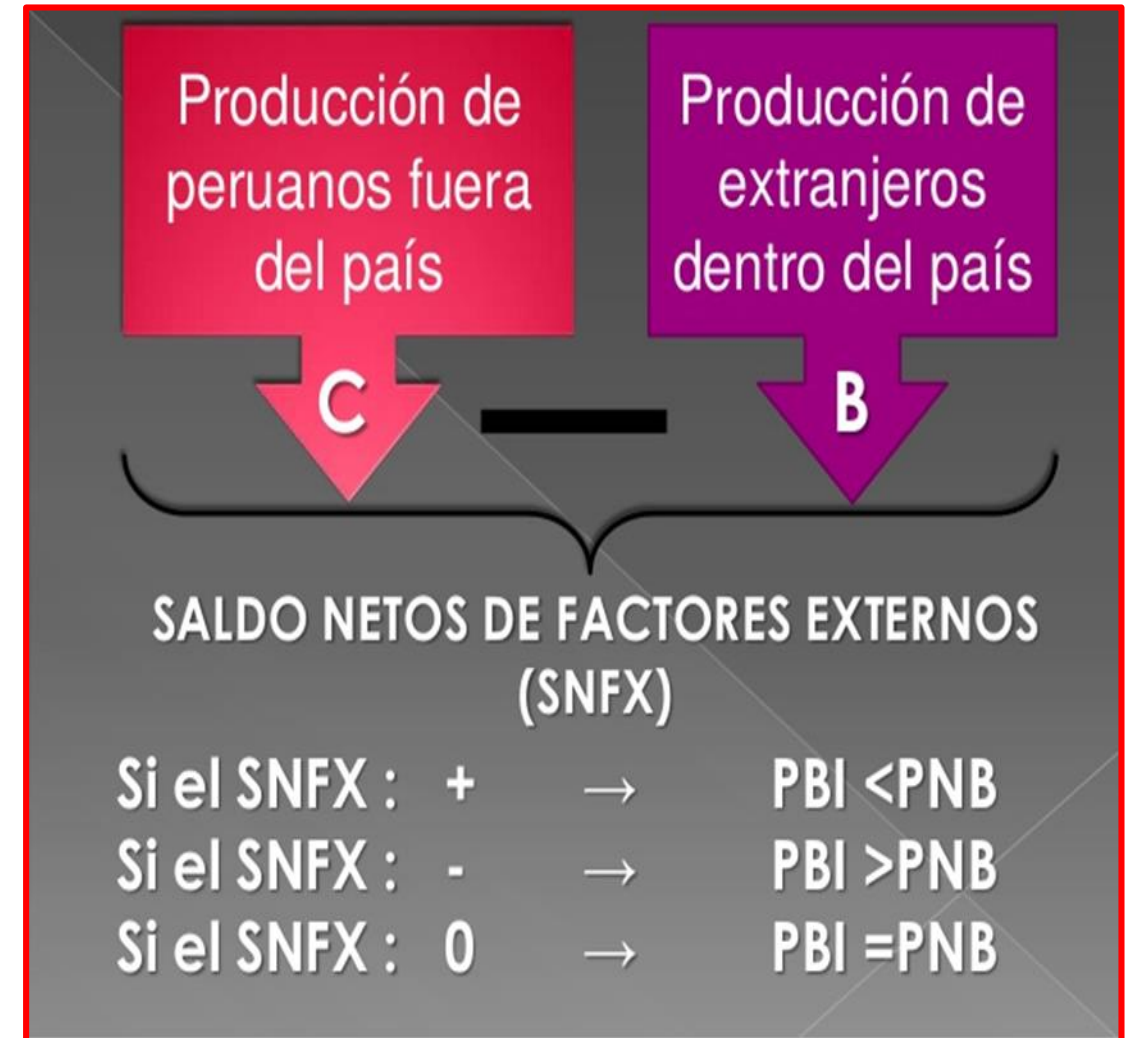 Producción de
peruanos fuera
del país
C
Producción de
extranjeros
dentro del país
B
SALDO NETOS DE FACTORES EXTERNOS
(SNFX)
Si el SNFX : + → PBI <PNB
Si el SNFX : - → PBI >PNB
Si el SNFX : 0 → PBI =PNB